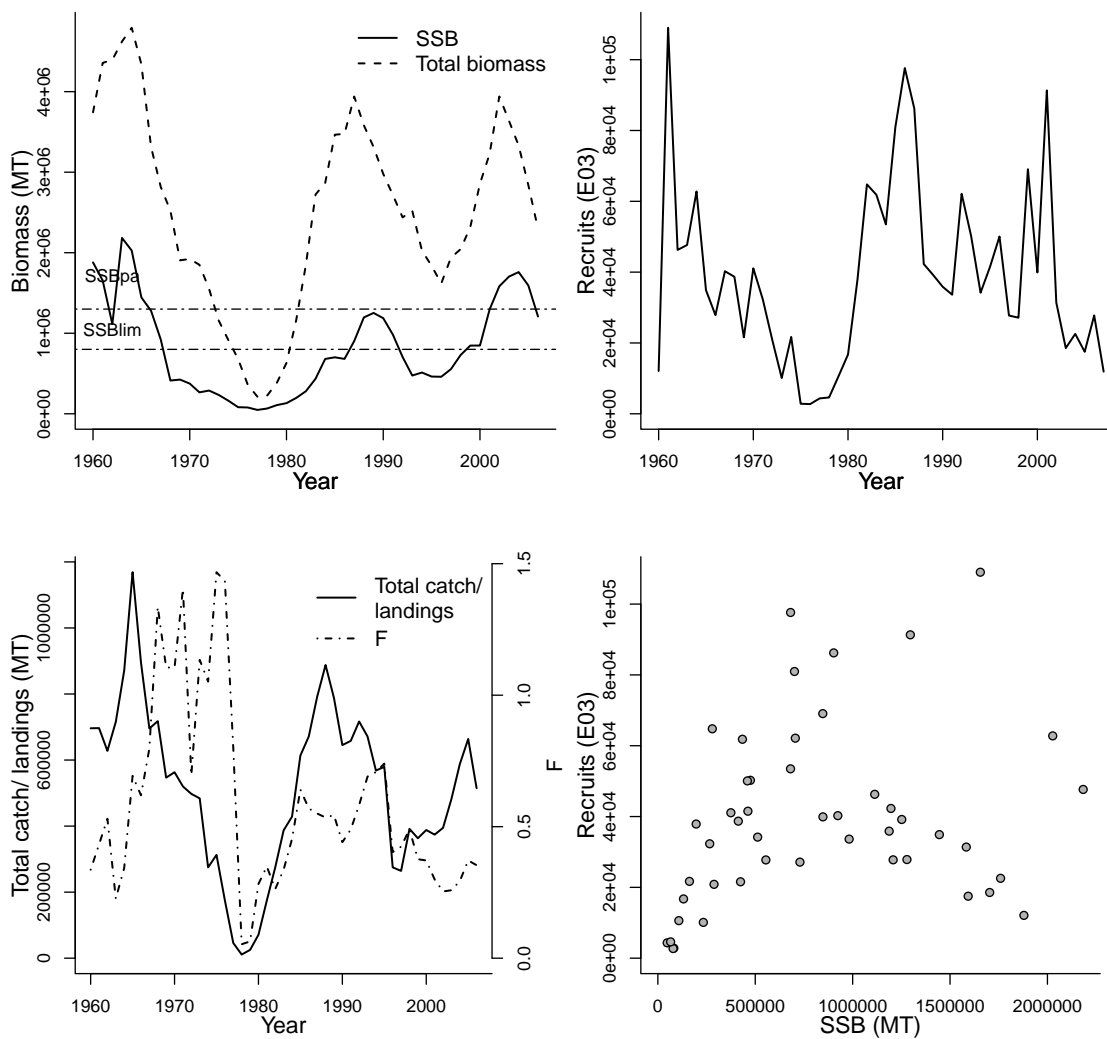 SSB
Total biomass
SSBpa
SSBlim
Biomass (MT)
0e+00 1e+06 2e+06 3e+06 4e+06
1960 1970 1980 1990 2000
Year
Recruits (E03)
0e+00 2e+04 4e+04 6e+04 8e+04 1e+05
1960 1970 1980 1990 2000
Year
Total catch/
landings
F
Total catch/ landings (MT)
0 200000 600000 1000000
1960 1970 1980 1990 2000
Year
0.0 0.5 1.0 1.5
F
Recruits (E03)
0e+00 2e+04 4e+04 6e+04 8e+04 1e+05
0 500000 1000000 1500000 2000000
SSB (MT)